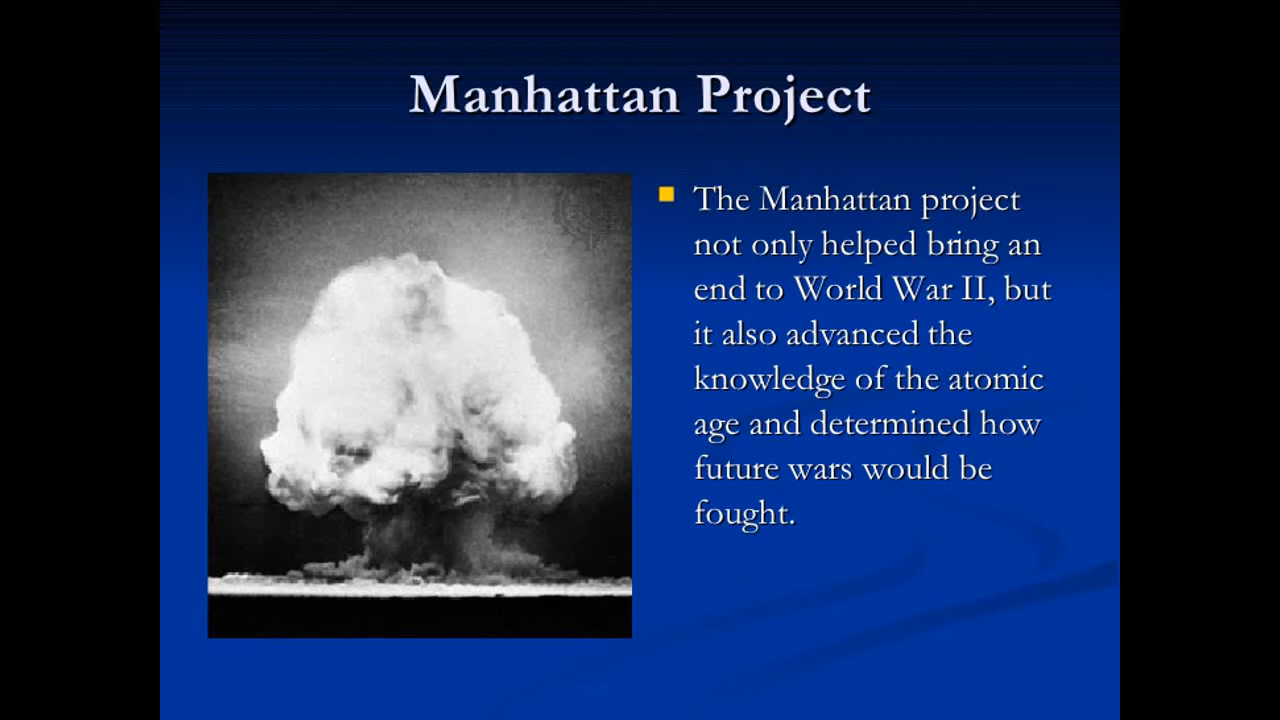 Manhattan Project
The Manhattan project
not only helped bring an
end to World War II, but
it also advanced the
knowledge of the atomic
age and determined how
future wars would be
fought.